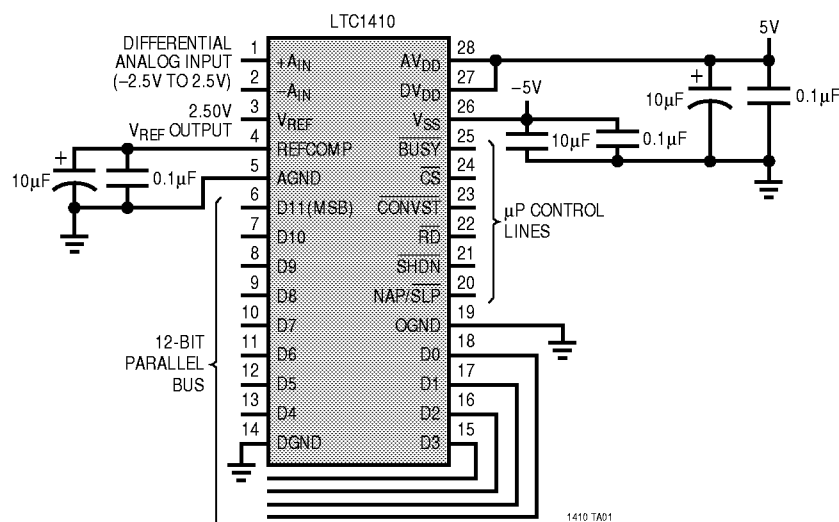 LTC1410
DIFFERENTIAL
ANALOG INPUT
(–2.5V TO 2.5V)
2.50V
VREF OUTPUT
10µF
+
0.1µF
12-BIT
PARALLEL
BUS
1 +AIN
2 –AIN
3 VREF
4 REFCOMP
5 AGND
6 D11(MSB)
7 D10
8 D9
9 D8
10 D7
11 D6
12 D5
13 D4
14 DGND
AVDD 28
DVDD 27
VSS 26
BUSY 25
CS 24
CONVST 23
RD 22
SHDN 21
NAP/SLP 20
OGND 19
D0 18
D1 17
D2 16
D3 15
5V
–5V
+
10µF
0.1µF
10µF
0.1µF
µP CONTROL
LINES
1410 TA01